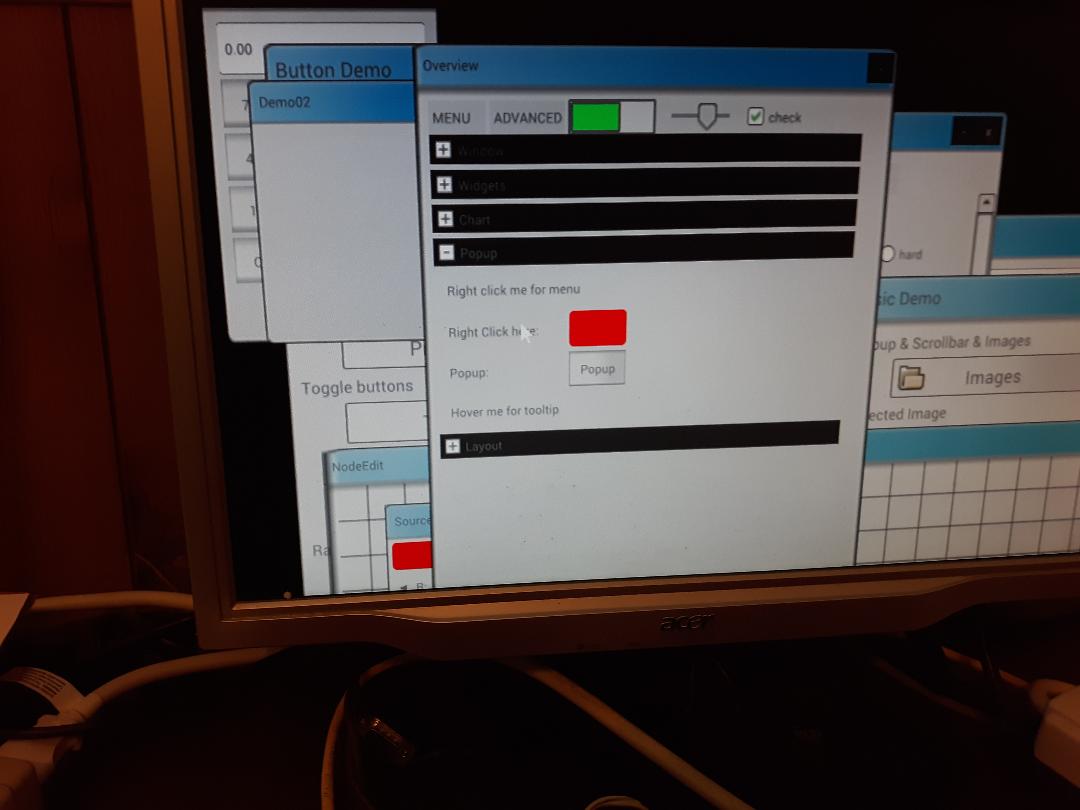 0.00
Button Demo
Overview
Demo02
MENU
ADVANCED
check
Window
Widgets
Chart
Popup
hard
Right click me for menu
Right Click here:
Popup:
Popup
Hover me for tooltip
Layout
Toggle buttons
NodeEdit
Source
sic Demo
oup & Scrollbar & Images
Images
ected Image
acer